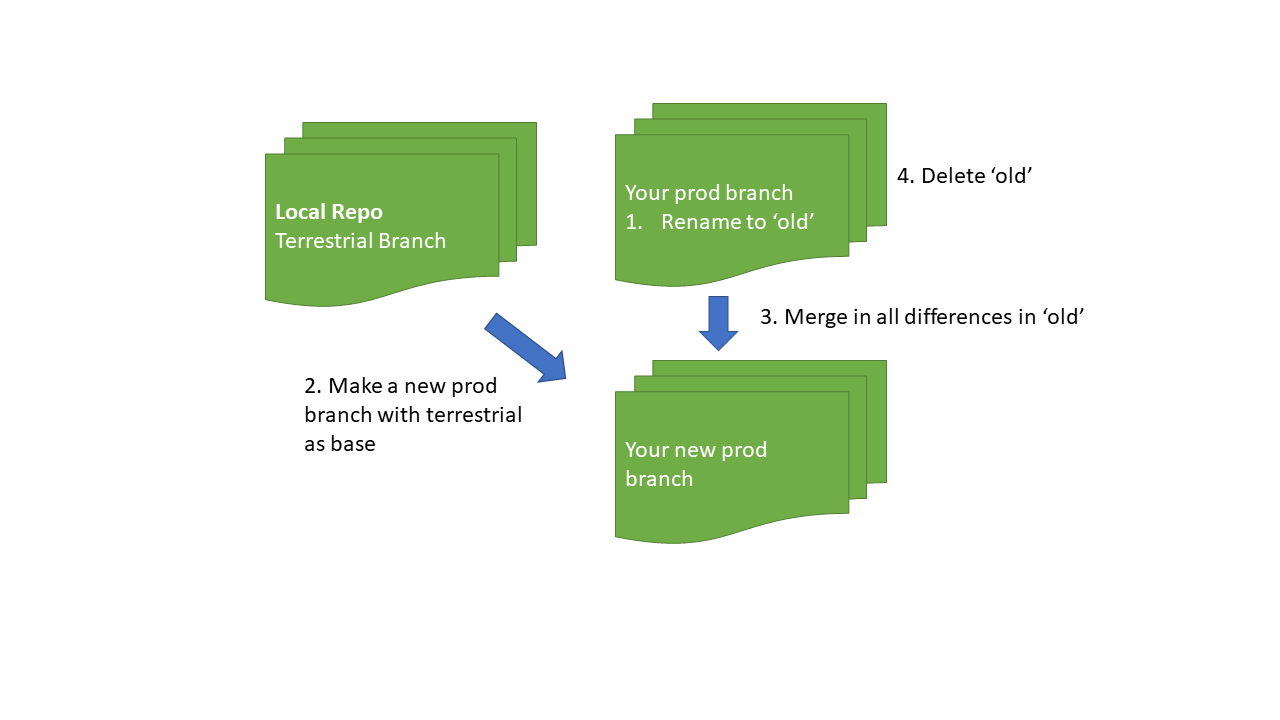 Local Repo
Terrestrial Branch
Your prod branch
1. Rename to ‘old’
4. Delete ‘old’
3. Merge in all differences in ‘old’
2. Make a new prod
branch with terrestrial
as base
Your new prod
branch